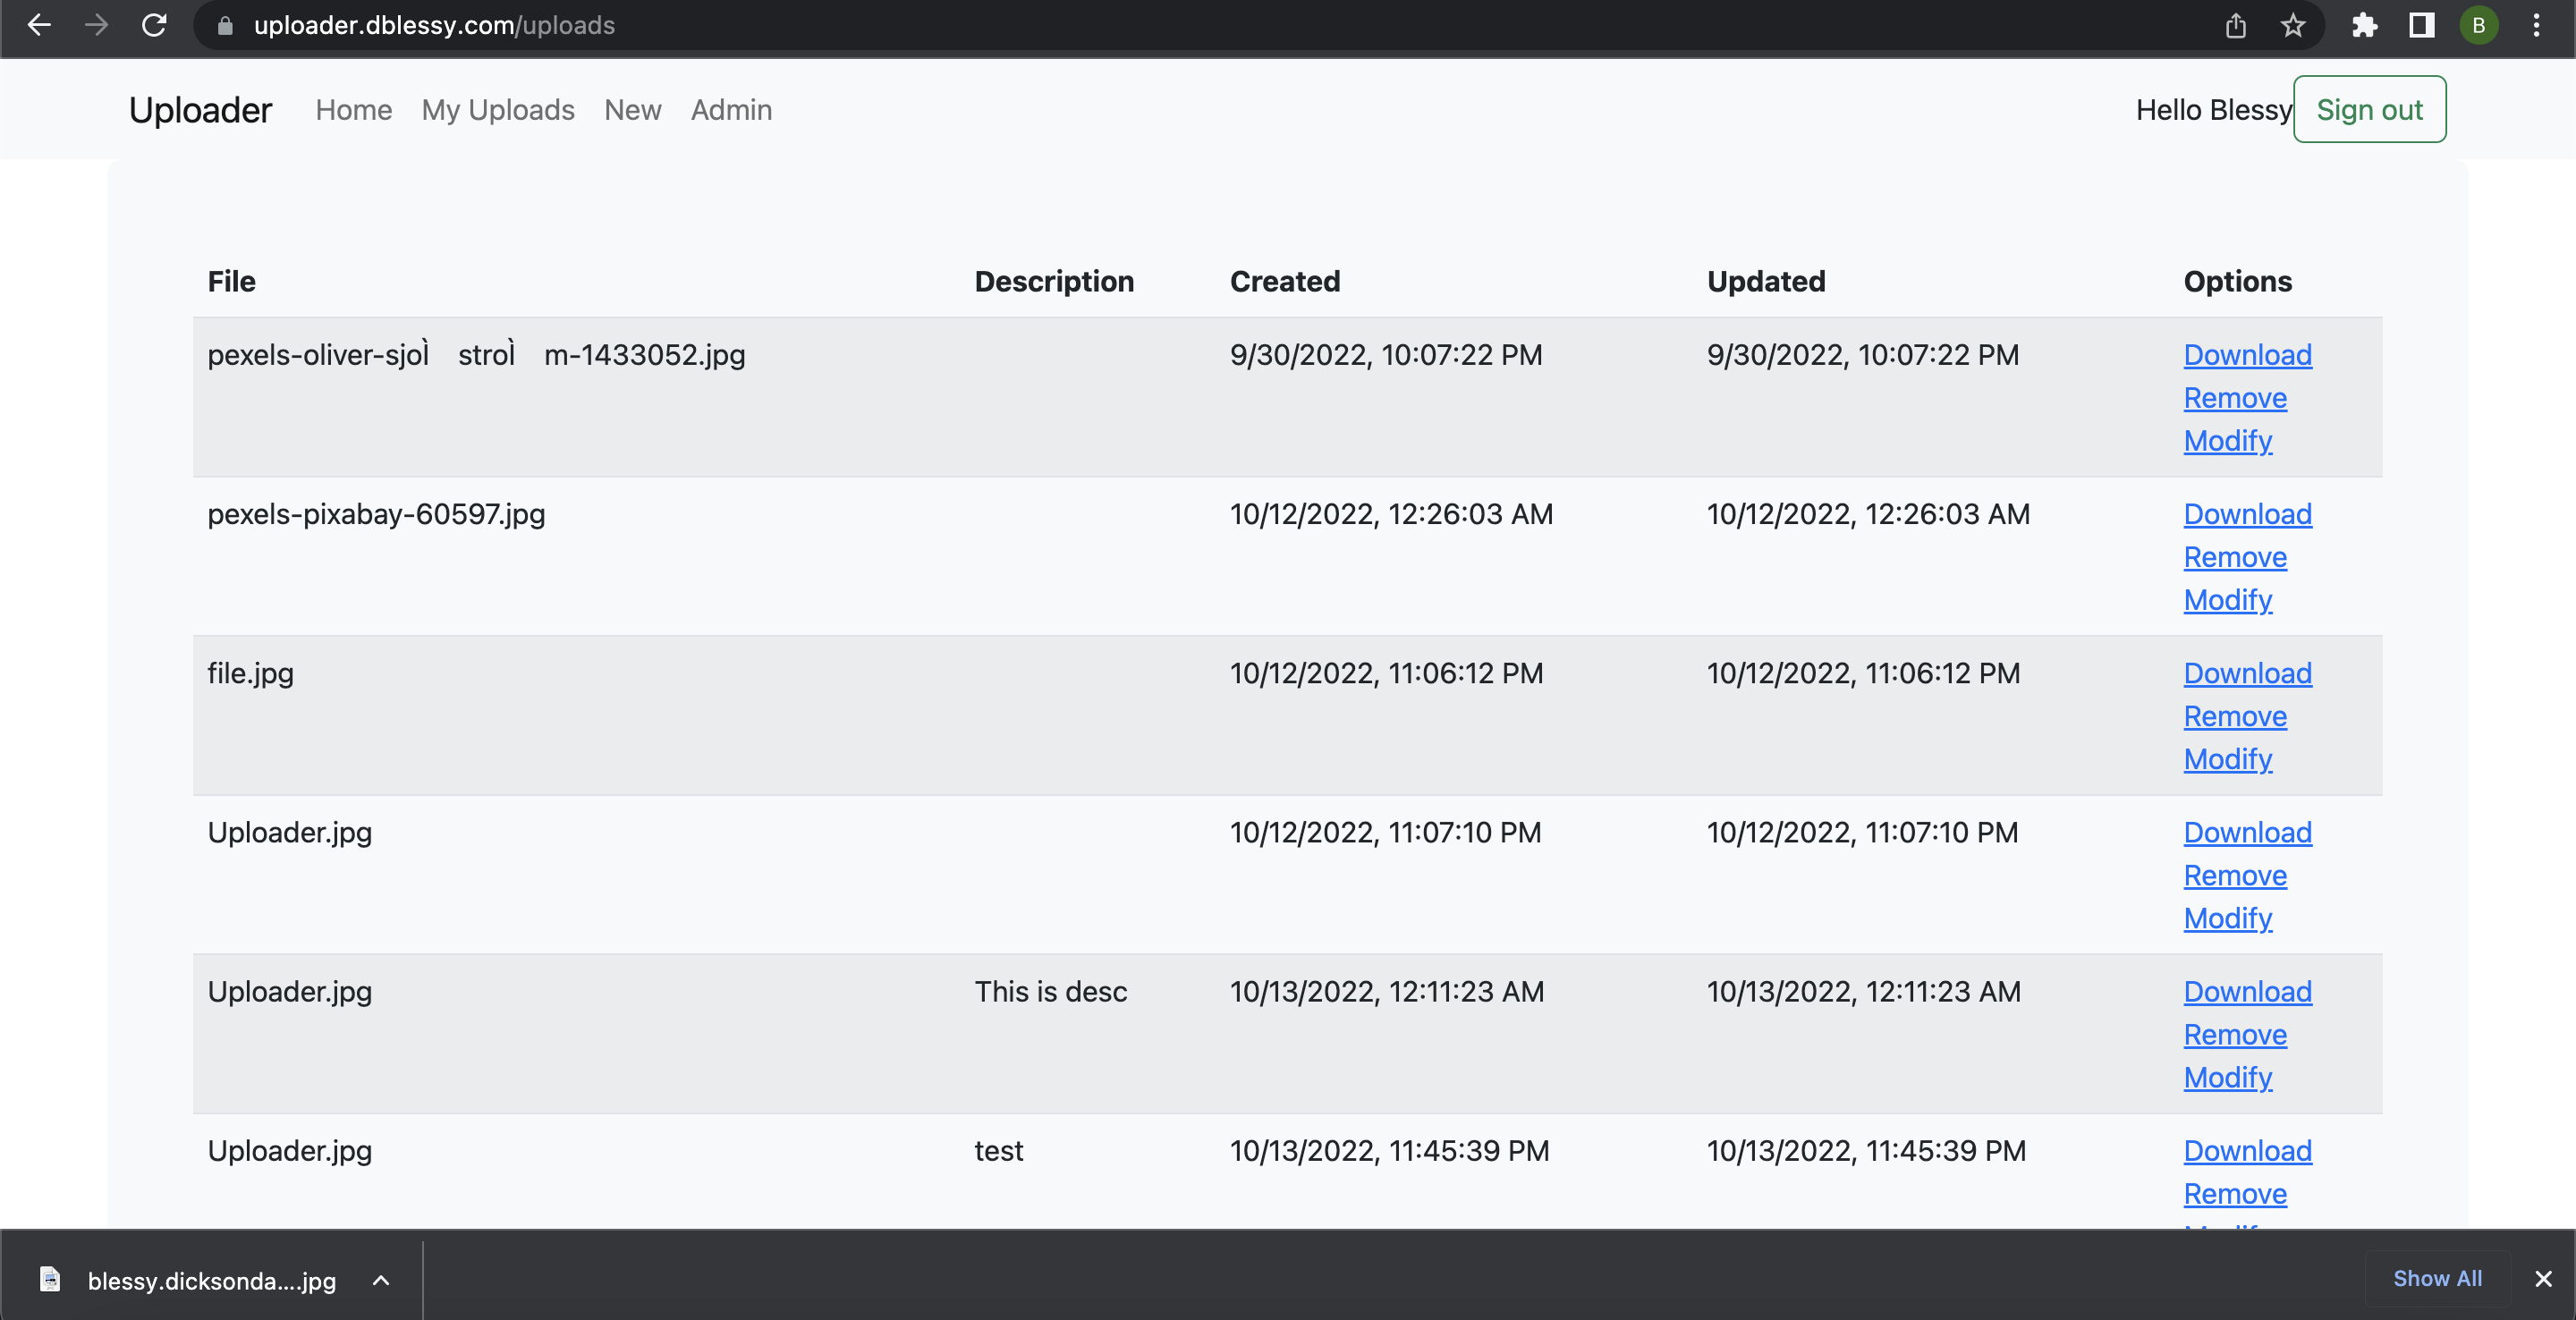 uploader.dblessy.com/uploads
B
Uploader Home My Uploads New Admin Hello Blessy Sign out
File Description Created Updated Options
pexels-oliver-sjoÌ stroÌ m-1433052.jpg 9/30/2022, 10:07:22 PM 9/30/2022, 10:07:22 PM Download
Remove
Modify
pexels-pixabay-60597.jpg 10/12/2022, 12:26:03 AM 10/12/2022, 12:26:03 AM Download
Remove
Modify
file.jpg 10/12/2022, 11:06:12 PM 10/12/2022, 11:06:12 PM Download
Remove
Modify
Uploader.jpg 10/12/2022, 11:07:10 PM 10/12/2022, 11:07:10 PM Download
Remove
Modify
Uploader.jpg This is desc 10/13/2022, 12:11:23 AM 10/13/2022, 12:11:23 AM Download
Remove
Modify
Uploader.jpg test 10/13/2022, 11:45:39 PM 10/13/2022, 11:45:39 PM Download
Remove
blessy.dicksonda....jpg Show All